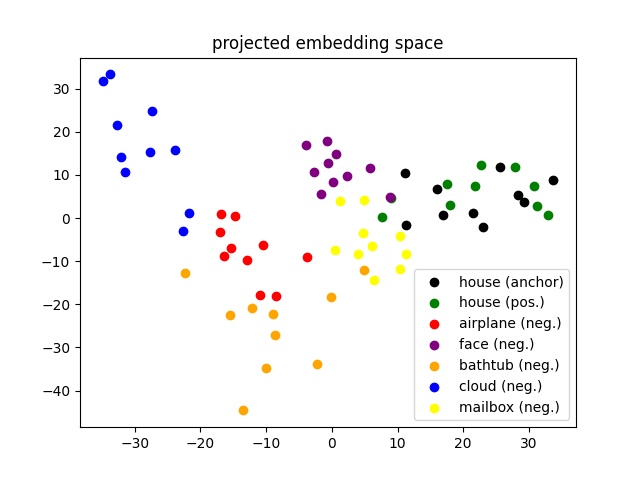 projected embedding space
30
20
10
0
−10
−20
−30
−40
−30
−20
−10
0
10
20
30
house (anchor)
house (pos.)
airplane (neg.)
face (neg.)
bathtub (neg.)
cloud (neg.)
mailbox (neg.)